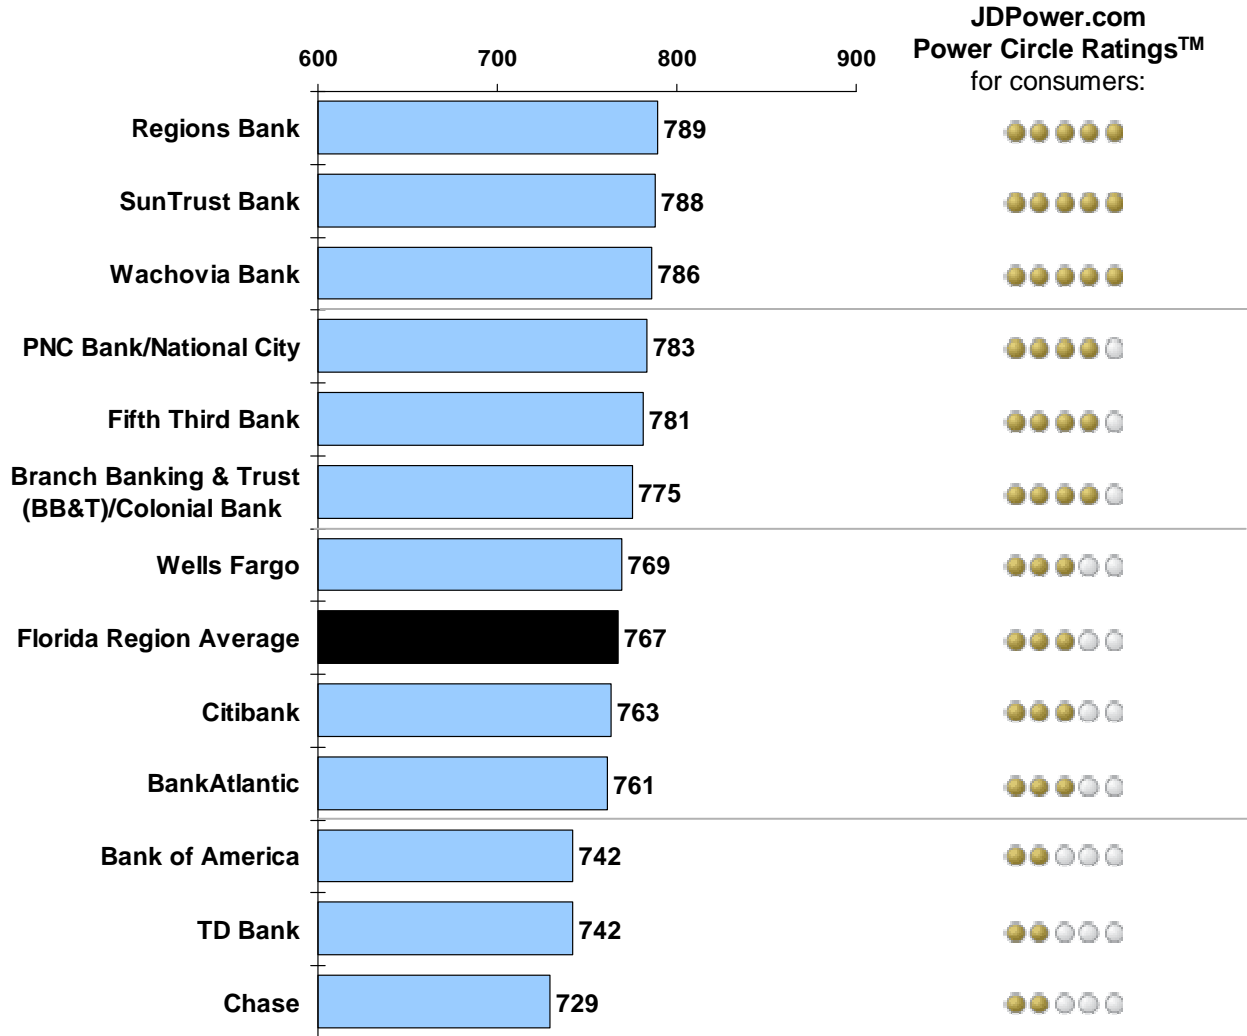 JDPower.com
Power Circle Ratings™
for consumers:
600 700 800 900
Regions Bank 789
SunTrust Bank 788
Wachovia Bank 786
PNC Bank/National City 783
Fifth Third Bank 781
Branch Banking & Trust
(BB&T)/Colonial Bank 775
Wells Fargo 769
Florida Region Average 767
Citibank 763
BankAtlantic 761
Bank of America 742
TD Bank 742
Chase 729